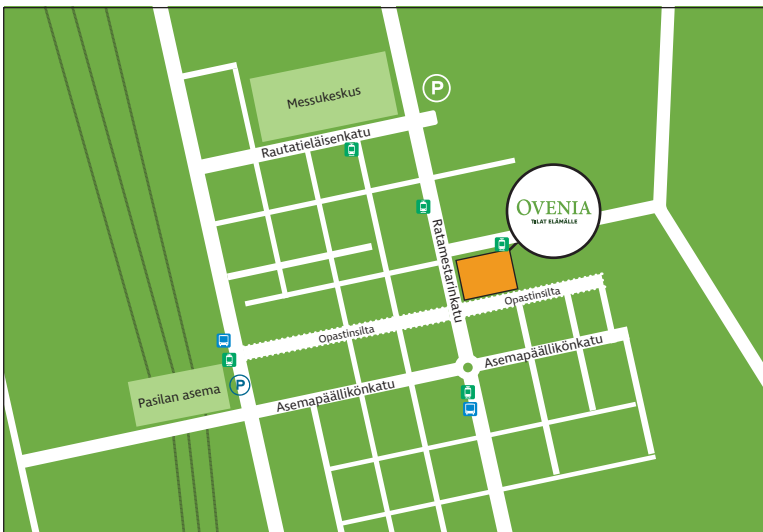 P
Messukeskus
Rautatieläisenkatu
OVENIA
TILAT ELÄMÄLLE
Ratamestarinkatu
Opastinsilta
Opastinsilta
Asemapäällikönkatu
Pasilan asema
P
Asemapäällikönkatu